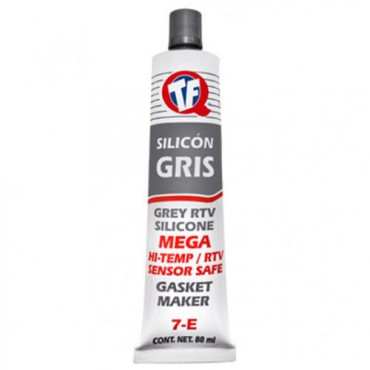 TF
SILICÓN
GRIS
GREY RTV
SILICONE
MEGA
HI-TEMP / RTV
SENSOR SAFE
GASKET
MAKER
7-E
CONT. NET. 80 ml